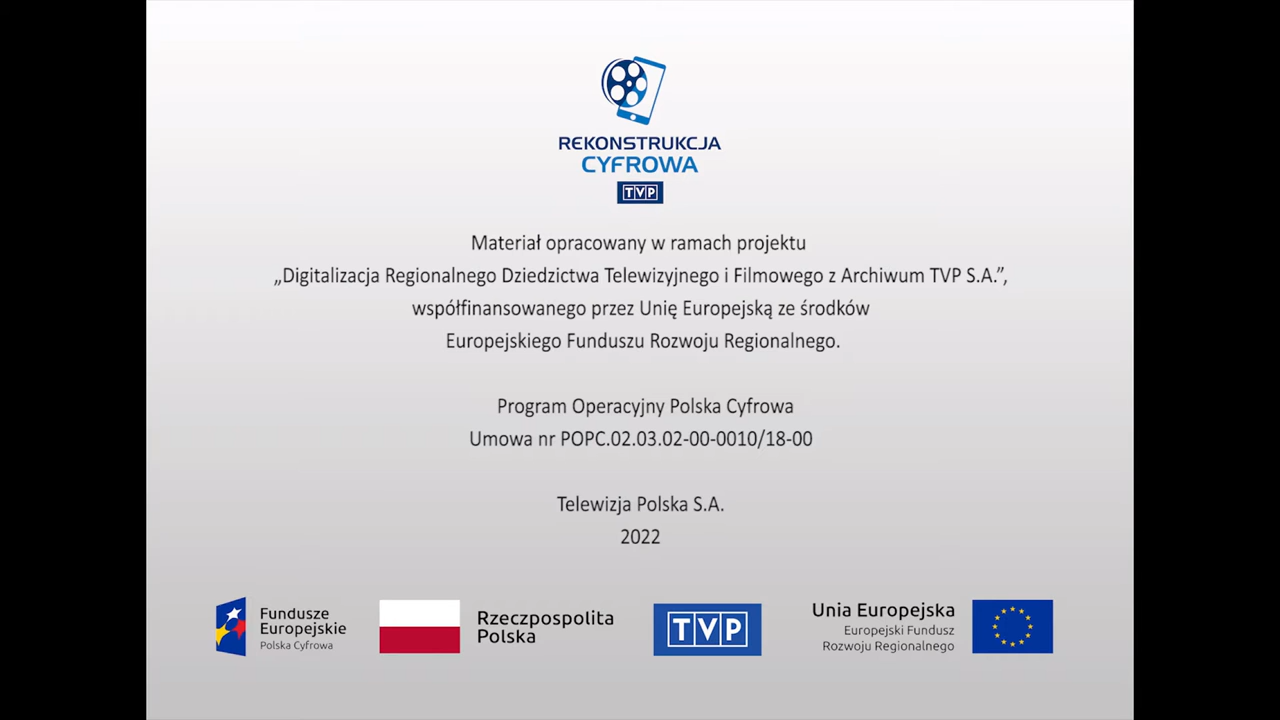 REKONSTRUKCJA
CYFROWA
TVP
Materiał opracowany w ramach projektu
„Digitalizacja Regionalnego Dziedzictwa Telewizyjnego i Filmowego z Archiwum TVP S.A.”,
współfinansowanego przez Unię Europejską ze środków
Europejskiego Funduszu Rozwoju Regionalnego.
Program Operacyjny Polska Cyfrowa
Umowa nr POPC.02.03.02-00-0010/18-00
Telewizja Polska S.A.
2022
Fundusze
Europejskie
Polska Cyfrowa
Rzeczpospolita
Polska
TVP
Unia Europejska
Europejski Fundusz
Rozwoju Regionalnego